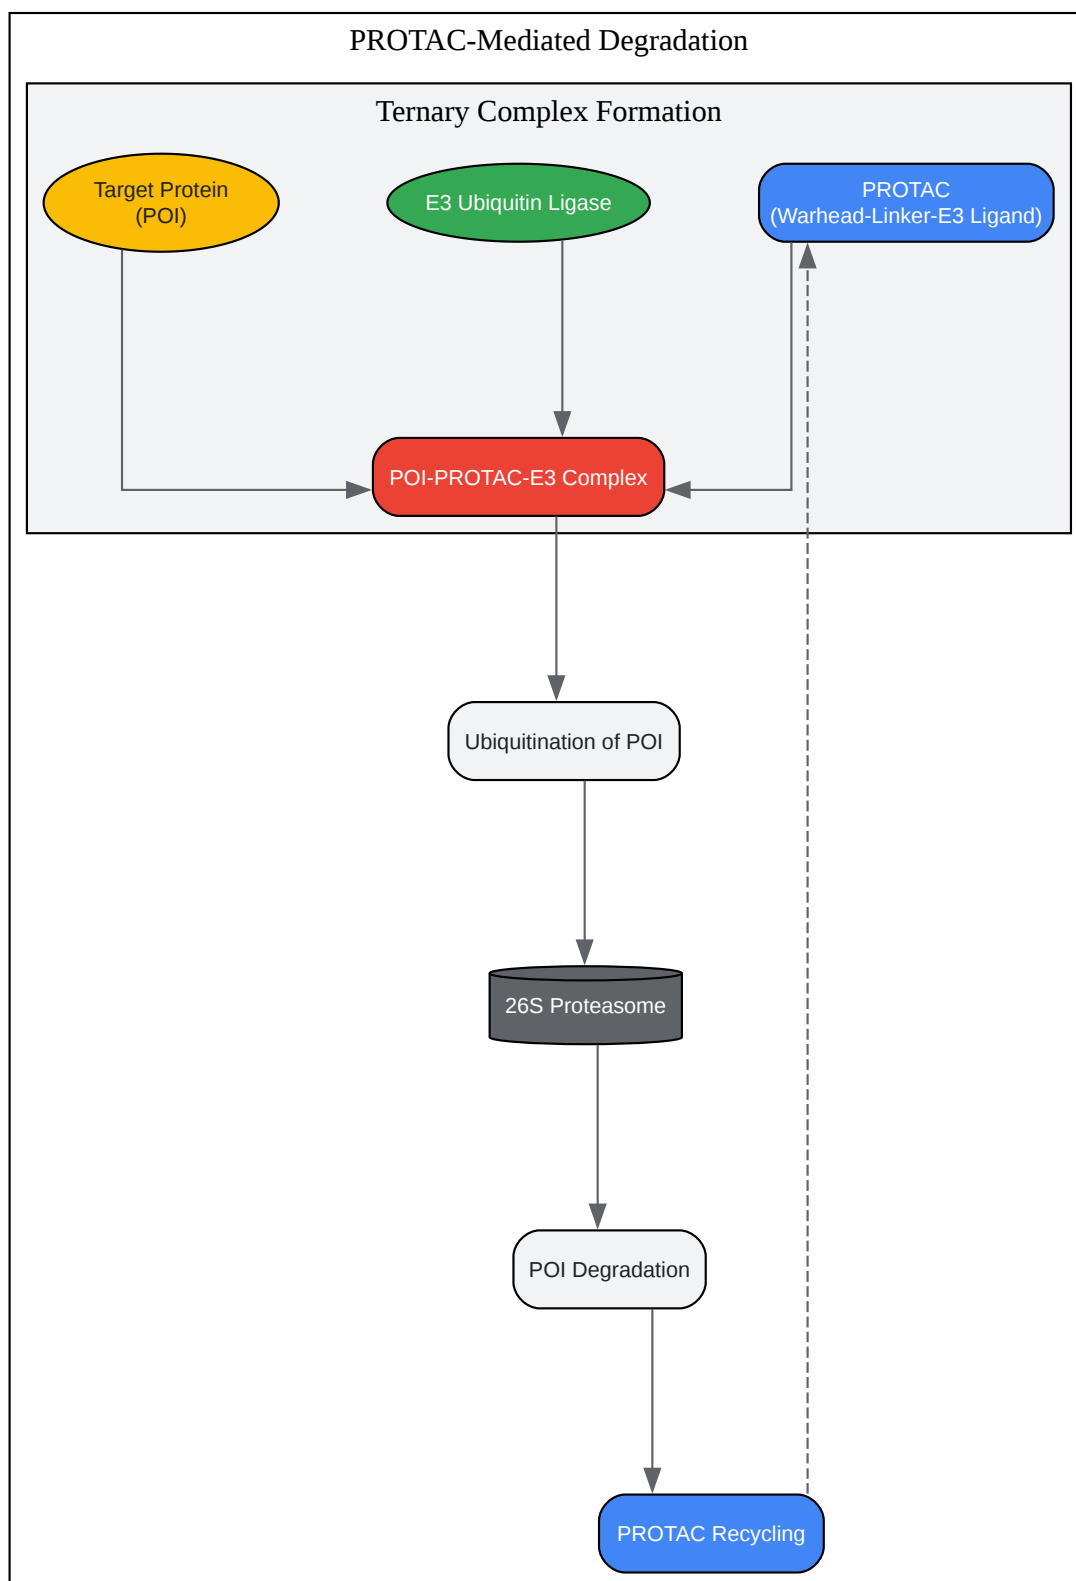 PROTAC-Mediated Degradation
Ternary Complex Formation
Target Protein
(POI)
E3 Ubiquitin Ligase
PROTAC
(Warhead-Linker-E3 Ligand)
POI-PROTAC-E3 Complex
Ubiquitination of POI
26S Proteasome
POI Degradation
PROTAC Recycling